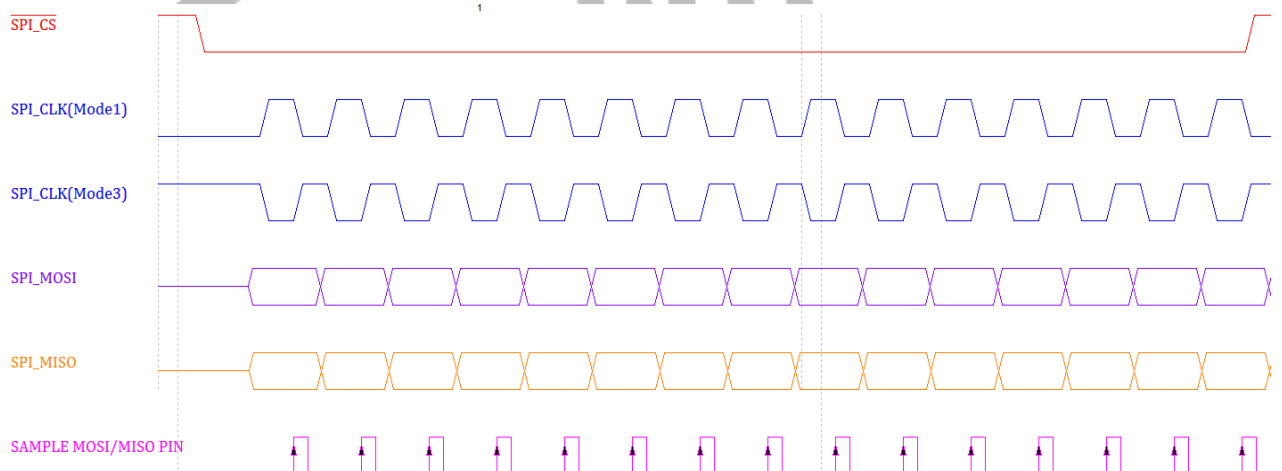 1
SPI_CS
SPI_CLK(Mode1)
SPI_CLK(Mode3)
SPI_MOSI
SPI_MISO
SAMPLE MOSI/MISO PIN